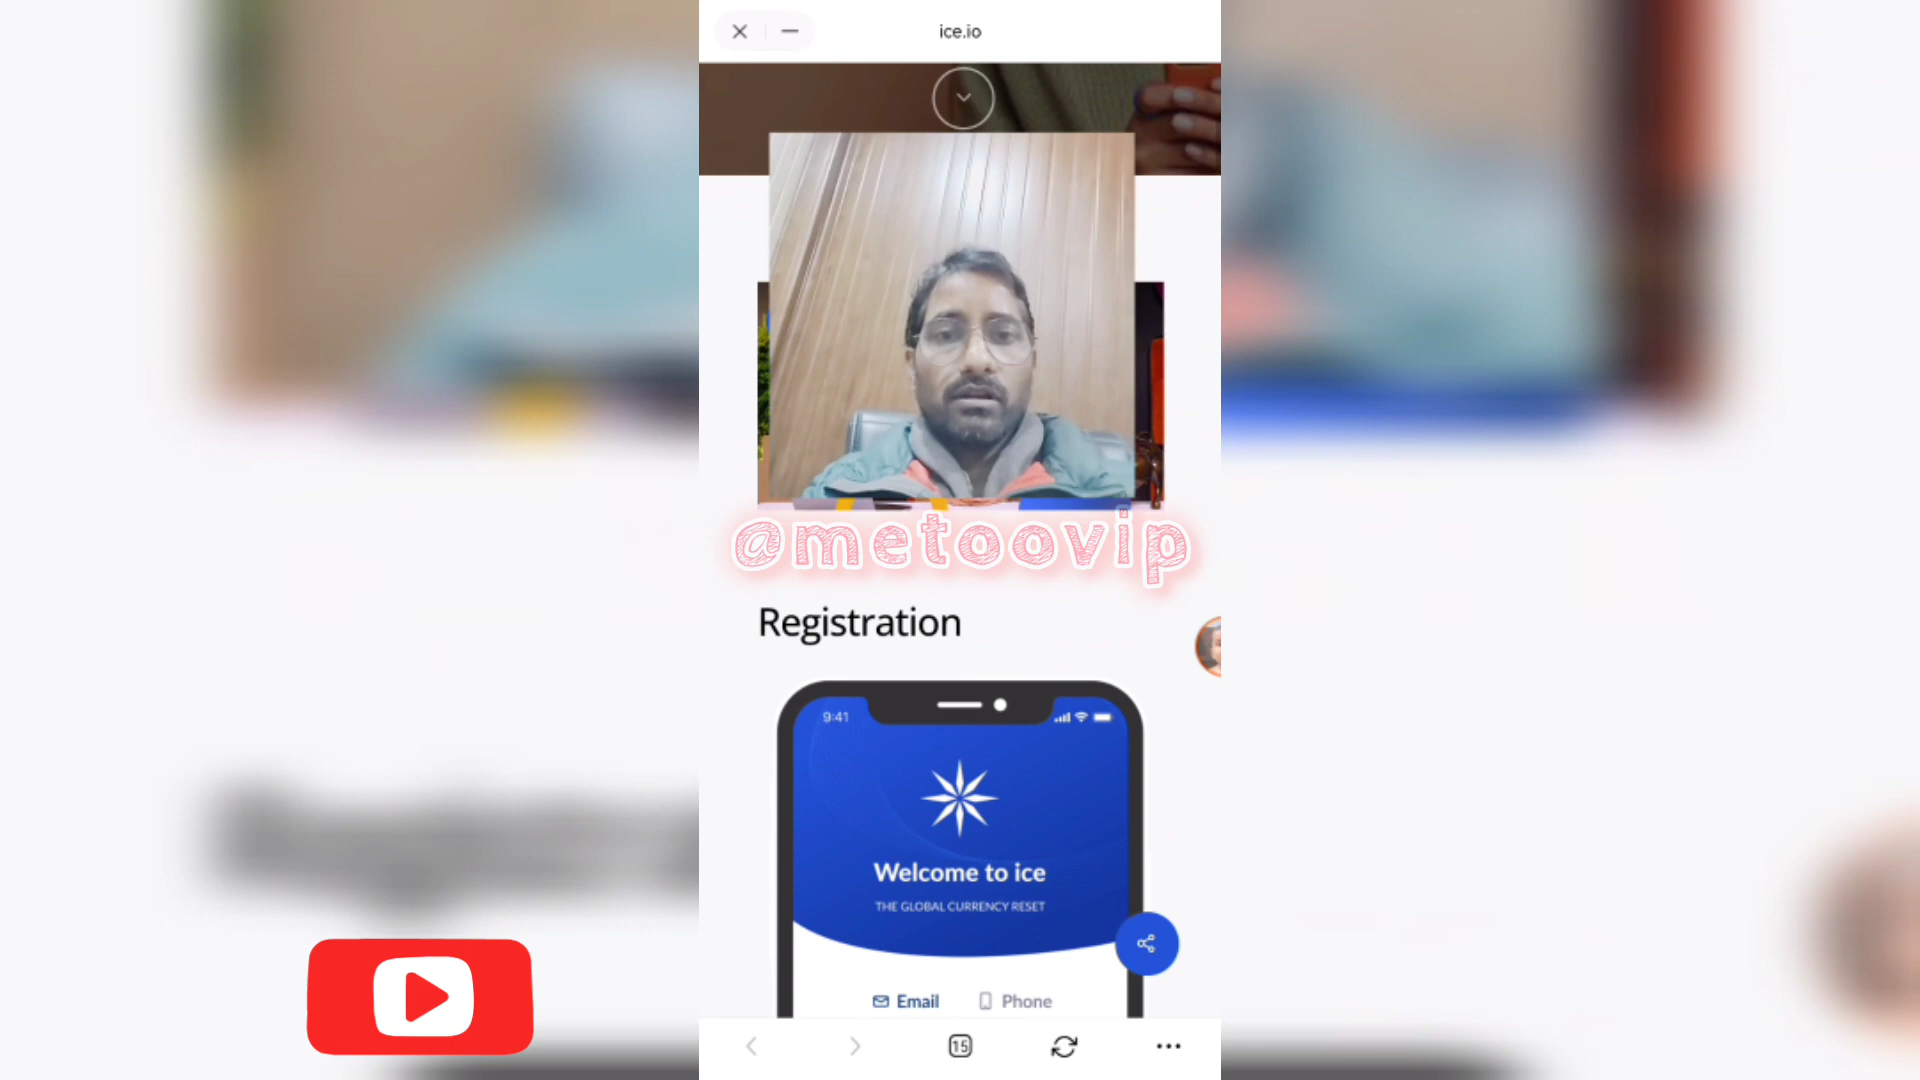 ice.io
@metoovip
Registration
9:41
Welcome to ice
THE GLOBAL CURRENCY RESET
Email
Phone
15